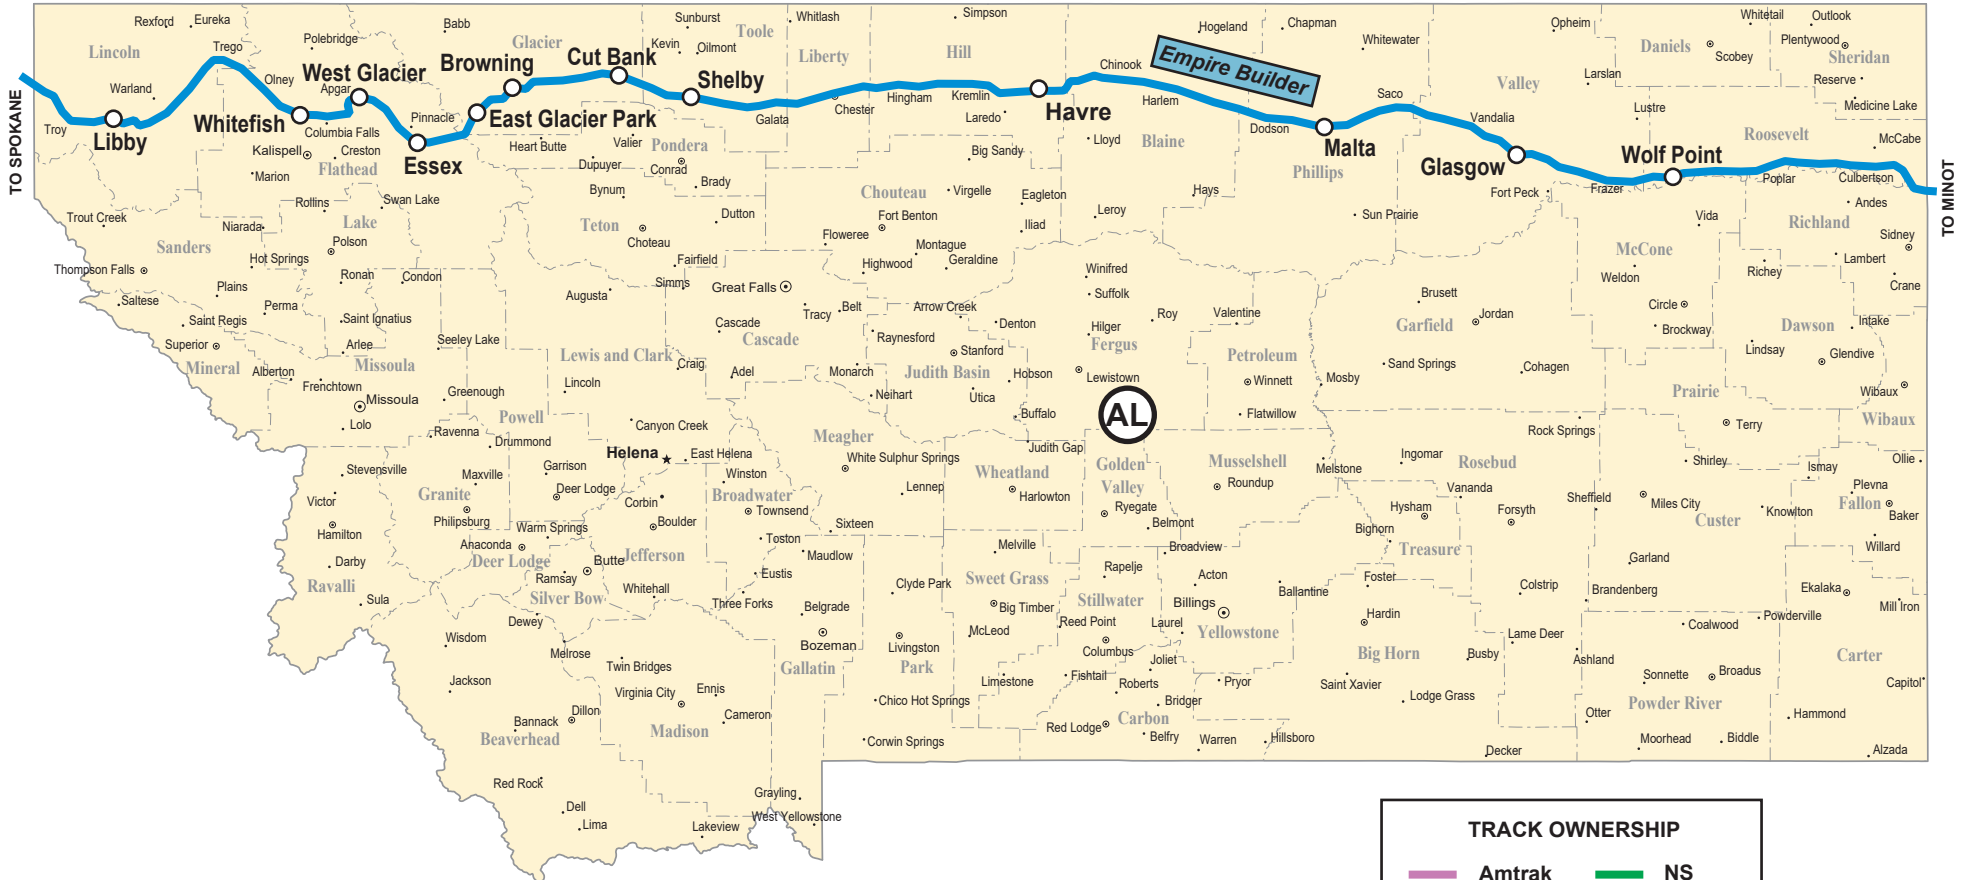 TO SPOKANE
TO MINOT
Empire Builder
Libby
Whitefish
West Glacier
Essex
East Glacier Park
Browning
Cut Bank
Shelby
Havre
Malta
Glasgow
Wolf Point
Rexford
Eureka
Lincoln
Trego
Polebridge
Babb
Glacier
Sunburst
Kevin
Oilmont
Toole
Whitlash
Liberty
Simpson
Hill
Hogeland
Chapman
Whitewater
Opheim
Valley
Whitetail
Outlook
Daniels
Scobey
Plentywood
Sheridan
Warland
Olney
Apgar
Troy
Columbia Falls
Kalispell
Creston
Flathead
Marion
Pinnacle
Heart Butte
Valier
Pondera
Dupuyer
Conrad
Bynum
Brady
Galata
Chester
Hingham
Kremlin
Laredo
Chinook
Harlem
Lloyd
Blaine
Dodson
Saco
Phillips
Vandalia
Larslan
Lustre
Reserve
Medicine Lake
Roosevelt
McCabe
Fort Peck
Frazer
Poplar
Culbertson
Big Sandy
Chouteau
Virgelle
Eagleton
Hays
Leroy
Iliad
Sun Prairie
Vida
Andes
Richland
Sidney
Trout Creek
Rollins
Swan Lake
Niarada
Lake
Sanders
Polson
Teton
Dutton
Choteau
Floweree
Fort Benton
Montague
Geraldine
Highwood
McCone
Weldon
Richey
Lambert
Crane
Thompson Falls
Hot Springs
Ronan
Condon
Fairfield
Simms
Augusta
Great Falls
Winifred
Suffolk
Saltese
Plains
Perma
Saint Regis
Saint Ignatius
Cascade
Tracy
Belt
Arrow Creek
Denton
Roy
Valentine
Brusett
Jordan
Garfield
Circle
Brockway
Dawson
Intake
Superior
Mineral
Arlee
Missoula
Seeley Lake
Lewis and Clark
Cascade
Raynesford
Stanford
Hilger
Fergus
Petroleum
Lindsay
Glendive
Alberton
Frenchtown
Missoula
Lolo
Greenough
Lincoln
Craig
Adel
Monarch
Neihart
Judith Basin
Utica
Hobson
Buffalo
Lewistown
AL
Winnett
Flatwillow
Mosby
Sand Springs
Cohagen
Prairie
Terry
Wibaux
Wibaux
Powell
Ravenna
Drummond
Canyon Creek
Helena
East Helena
Winston
Meagher
White Sulphur Springs
Judith Gap
Wheatland
Golden
Valley
Musselshell
Melstone
Ingomar
Rosebud
Rock Springs
Shirley
Ismay
Ollie
Stevensville
Victor
Maxville
Granite
Garrison
Deer Lodge
Corbin
Broadwater
Townsend
Lennep
Harlowton
Ryegate
Roundup
Vananda
Hysham
Forsyth
Sheffield
Miles City
Custer
Knowlton
Plevna
Fallon
Baker
Hamilton
Philipsburg
Warm Springs
Boulder
Anaconda
Deer Lodge
Jefferson
Butte
Toston
Sixteen
Maudlow
Belmont
Bighorn
Treasure
Willard
Darby
Ravalli
Ramsay
Silver Bow
Whitehall
Eustis
Three Forks
Clyde Park
Melville
Sweet Grass
Broadview
Rapelje
Acton
Ballantine
Foster
Colstrip
Garland
Brandenberg
Ekalaka
Mill Iron
Sula
Dewey
Belgrade
Big Timber
Stillwater
Billings
Hardin
Reed Point
Laurel
Yellowstone
Coalwood
Powderville
Wisdom
Melrose
Bozeman
Livingston
McLeod
Columbus
Joliet
Big Horn
Busby
Lame Deer
Ashland
Carter
Gallatin
Park
Twin Bridges
Virginia City
Ennis
Jackson
Limestone
Fishtail
Roberts
Pryor
Saint Xavier
Sonnette
Broadus
Capitol
Chico Hot Springs
Bridger
Lodge Grass
Powder River
Bannack
Dillon
Beaverhead
Madison
Cameron
Corwin Springs
Red Lodge
Carbon
Belfry
Warren
Hillsboro
Otter
Hammond
Decker
Moorhead
Biddle
Alzada
Red Rock
Dell
Lima
Grayling
West Yellowstone
Lakeview
TRACK OWNERSHIP
Amtrak
NS